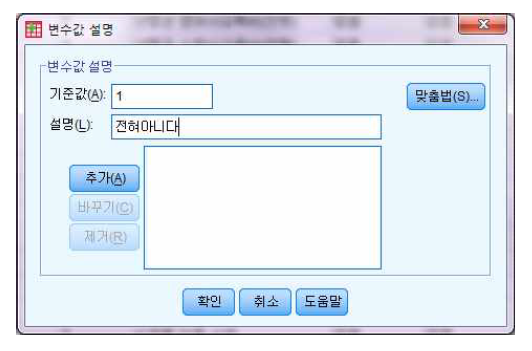 변수값 설명
변수값 설명
기준값(A): 1
맞춤법(S)...
설명(L): 전혀아니다
추가(A)
바꾸기(C)
제거(R)
확인 취소 도움말